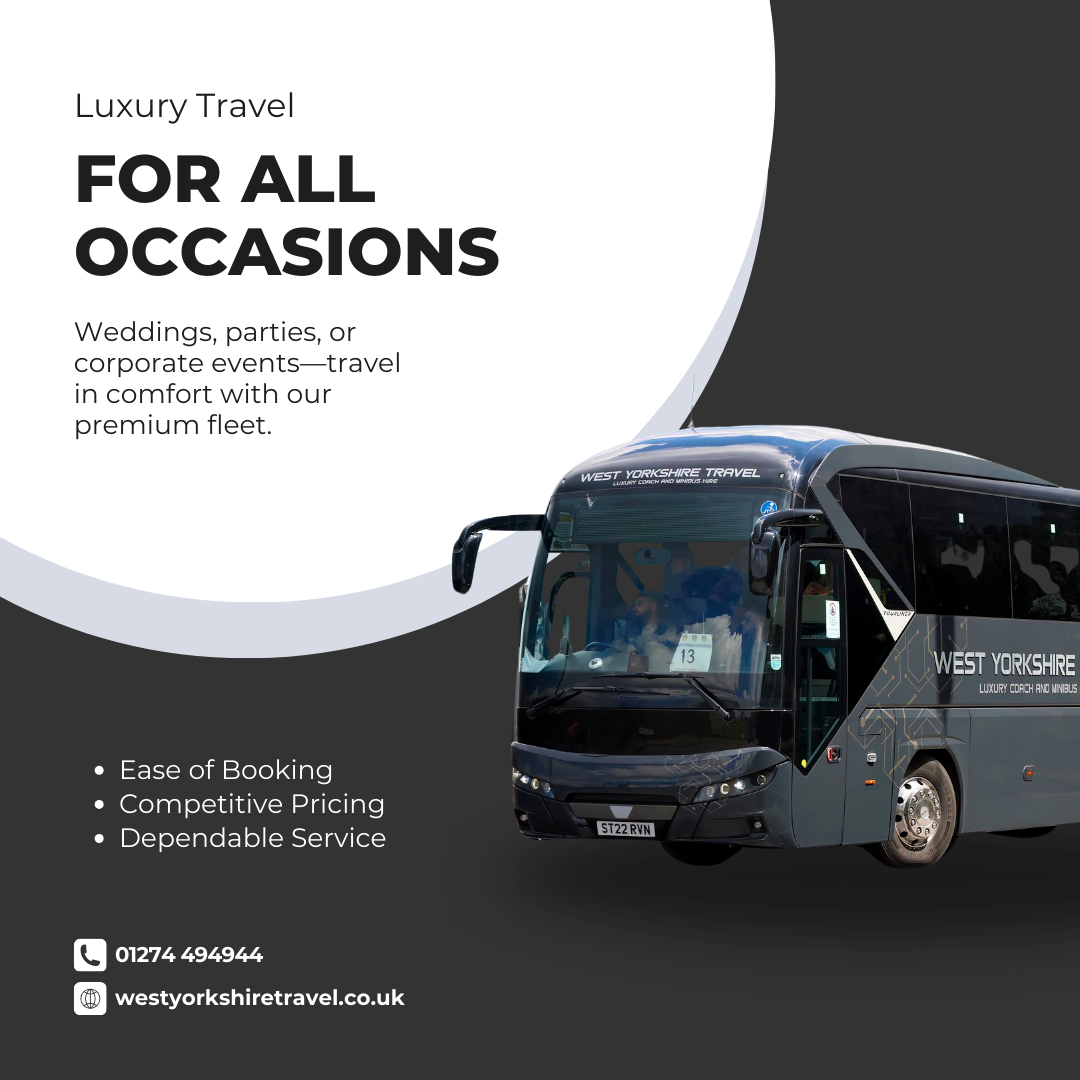 Luxury Travel
FOR ALL
OCCASIONS
Weddings, parties, or
corporate events—travel
in comfort with our
premium fleet.
WEST YORKSHIRE TRAVEL
LUXURY COACH AND MINIBUS HIRE
13
TOURLINER
WEST YORKSHIRE
LUXURY COACH AND MINIBUS
ST22 RVN
• Ease of Booking
• Competitive Pricing
• Dependable Service
01274 494944
westyorkshiretravel.co.uk